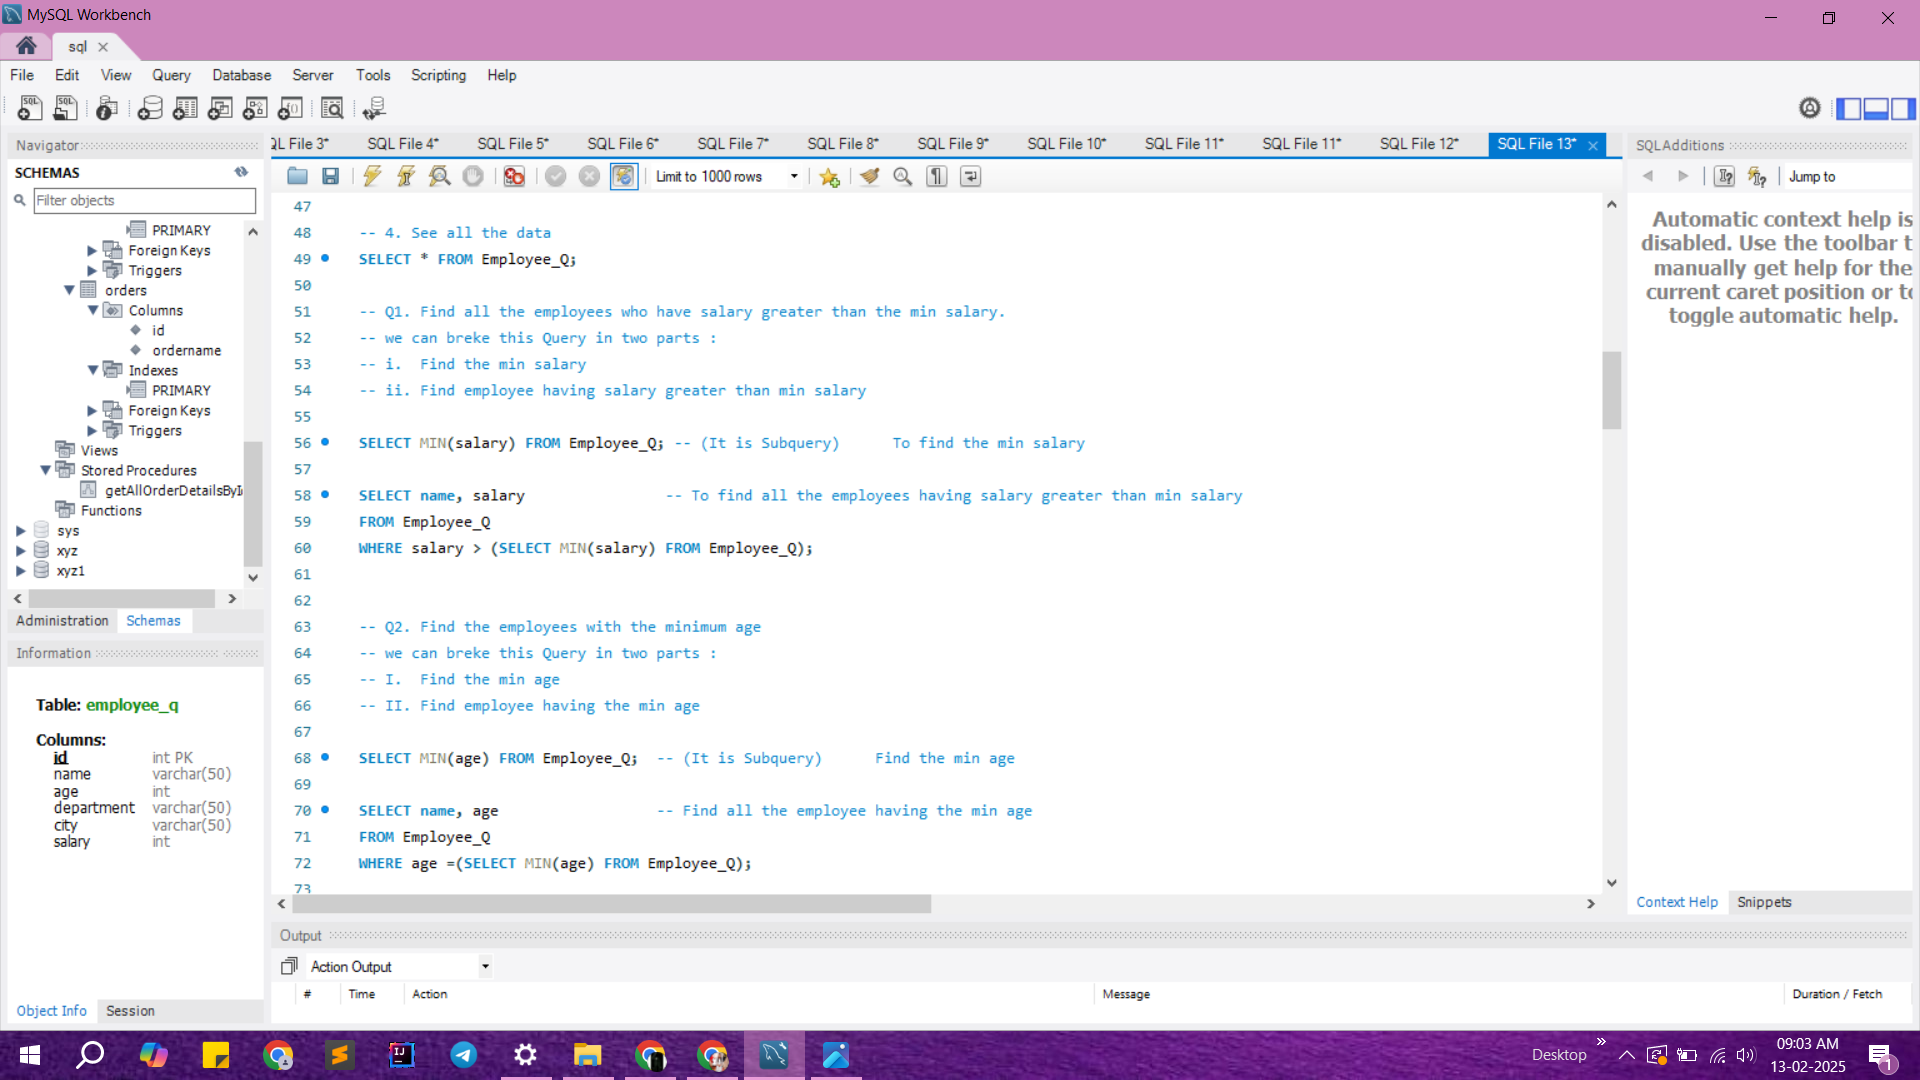 MySQL Workbench
sql
File Edit View Query Database Server Tools Scripting Help
Navigator
SCHEMAS
Filter objects
PRIMARY
Foreign Keys
Triggers
orders
Columns
id
ordername
Indexes
PRIMARY
Foreign Keys
Triggers
Views
Stored Procedures
getAllOrderDetailsByI
Functions
sys
xyz
xyz1
Administration Schemas
Information
Table: employee_q
Columns:
id int PK
name varchar(50)
age int
department varchar(50)
city varchar(50)
salary int
Object Info Session
QL File 3* SQL File 4* SQL File 5* SQL File 6* SQL File 7* SQL File 8* SQL File 9* SQL File 10* SQL File 11* SQL File 11* SQL File 12* SQL File 13*
Limit to 1000 rows
47
48 -- 4. See all the data
49 SELECT * FROM Employee_Q;
50
51 -- Q1. Find all the employees who have salary greater than the min salary.
52 -- we can breke this Query in two parts :
53 -- i. Find the min salary
54 -- ii. Find employee having salary greater than min salary
55
56 SELECT MIN(salary) FROM Employee_Q; -- (It is Subquery) To find the min salary
57
58 SELECT name, salary -- To find all the employees having salary greater than min salary
59 FROM Employee_Q
60 WHERE salary > (SELECT MIN(salary) FROM Employee_Q);
61
62
63 -- Q2. Find the employees with the minimum age
64 -- we can breke this Query in two parts :
65 -- I. Find the min age
66 -- II. Find employee having the min age
67
68 SELECT MIN(age) FROM Employee_Q; -- (It is Subquery) Find the min age
69
70 SELECT name, age -- Find all the employee having the min age
71 FROM Employee_Q
72 WHERE age =(SELECT MIN(age) FROM Employee_Q);
73
Output
Action Output
# Time Action Message Duration / Fetch
SQLAdditions
Jump to
Automatic context help is
disabled. Use the toolbar t
manually get help for the
current caret position or to
toggle automatic help.
Context Help Snippets
Desktop
09:03 AM
13-02-2025
1